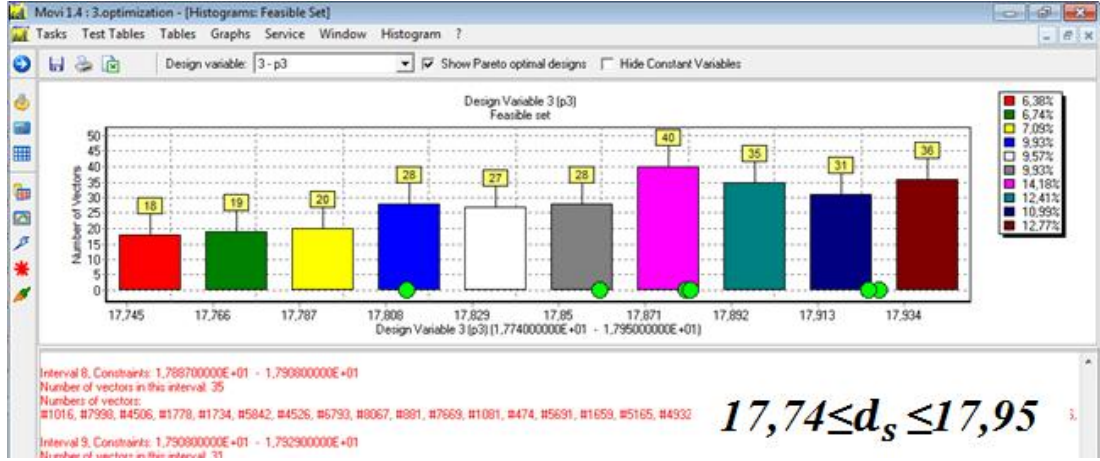 Movi 1.4 : 3.optimization - [Histograms: Feasible Set]
Tasks Test Tables Tables Graphs Service Window Histogram ?
Design variable: 3 - p3 Show Pareto optimal designs Hide Constant Variables
Design Variable 3 (p3)
Feasible set
Number of Vectors
50
45
40
35
30
25
20
15
10
5
0
18 19 20 28 27 28 40 35 31 36
17,745 17,766 17,787 17,808 17,829 17,85 17,871 17,892 17,913 17,934
Design Variable 3 (p3) (1,774000000E+01 - 1,795000000E+01)
6,38%
6,74%
7,09%
9,93%
9,57%
9,93%
14,18%
12,41%
10,99%
12,77%
Interval 8, Constraints: 1,788700000E+01 - 1,790800000E+01
Number of vectors in this interval: 35
Numbers of vectors:
#1016, #7998, #4506, #1778, #1734, #5842, #4526, #6793, #8067, #881, #7669, #1081, #474, #5691, #1659, #5165, #4932
17,74≤d_s≤17,95
Interval 9, Constraints: 1,790800000E+01 - 1,792900000E+01
Number of vectors in this interval: 31